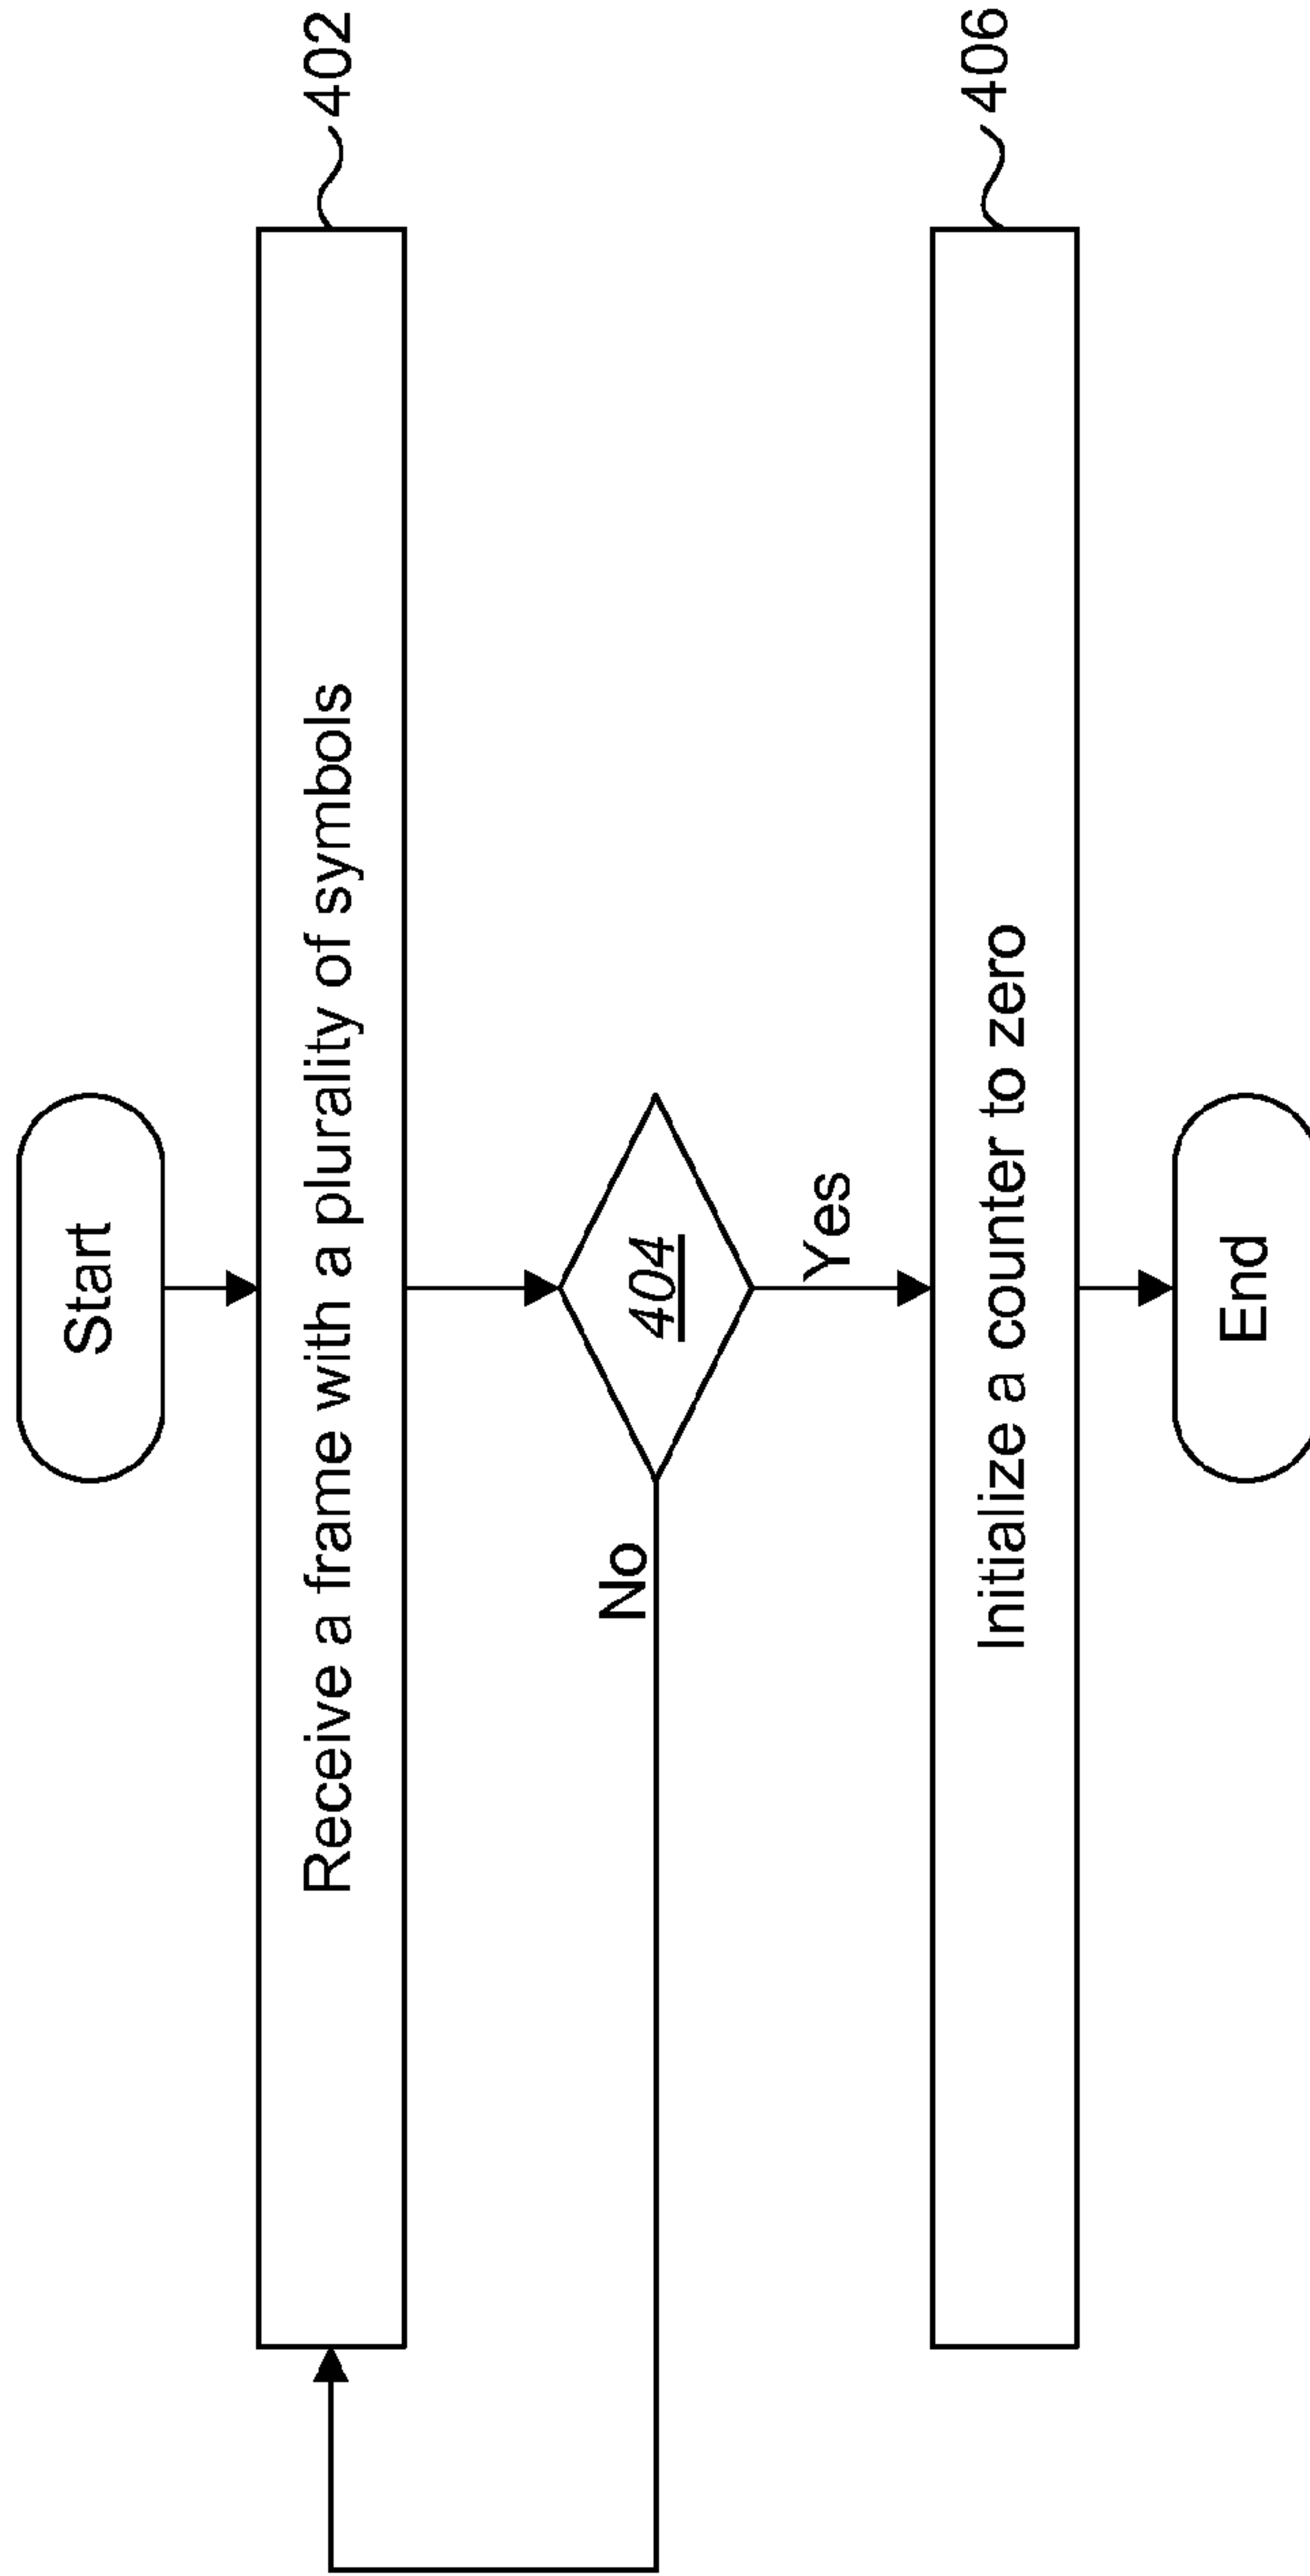 Start
Receive a frame with a plurality of symbols
402
404
No
Yes
Initialize a counter to zero
406
End